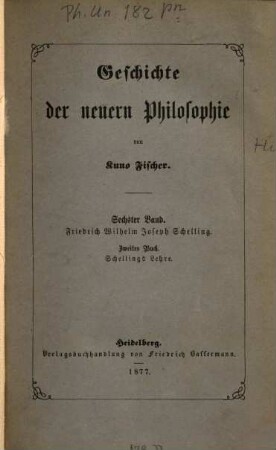 Ph. Un 182 pn
Geschichte
der neuern Philosophie
von
Kuno Fischer.
Sechster Band.
Friedrich Wilhelm Joseph Schelling.
Zweites Buch.
Schellings Lehre.
Heidelberg.
Verlagsbuchhandlung von Friedrich Bassermann.
1877.